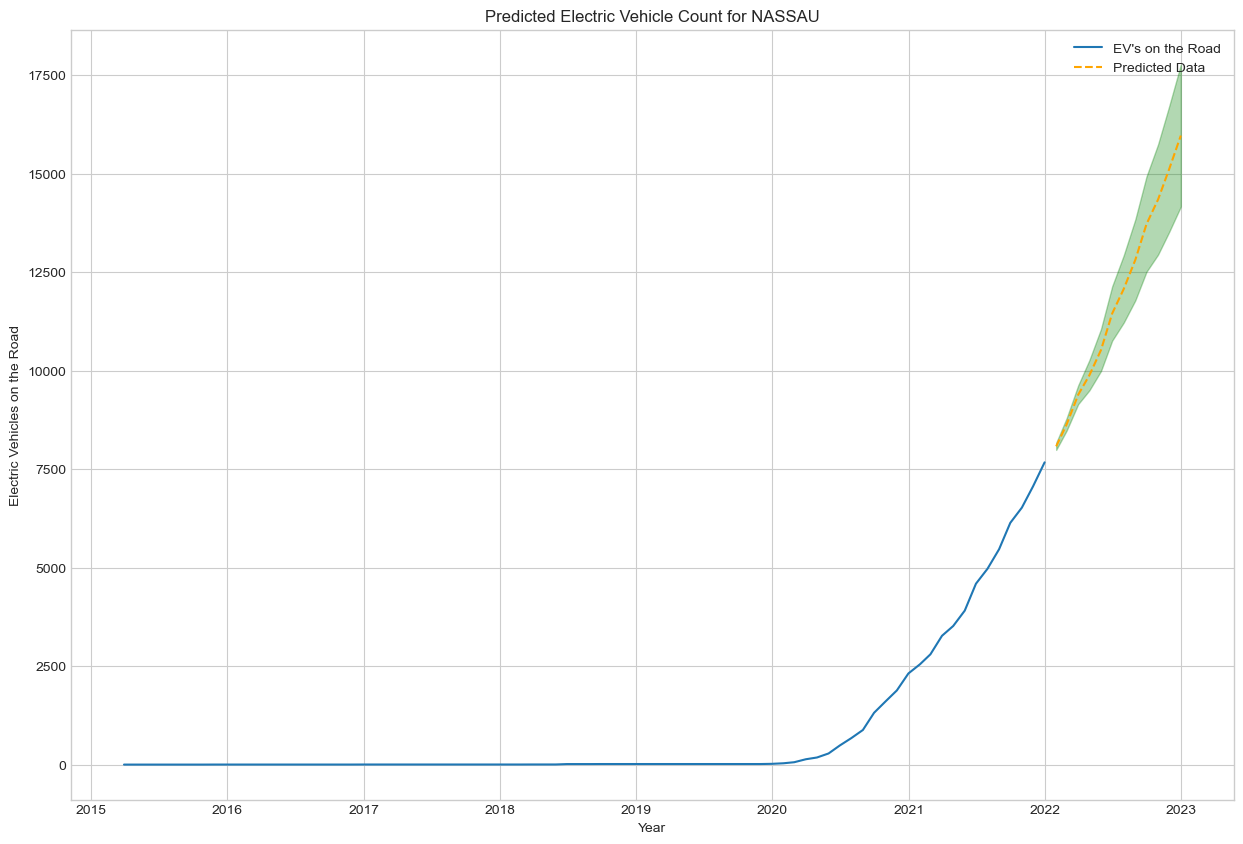 Predicted Electric Vehicle Count for NASSAU
EV's on the Road
Predicted Data
17500
15000
12500
10000
7500
5000
2500
0
Electric Vehicles on the Road
2015 2016 2017 2018 2019 2020 2021 2022 2023
Year